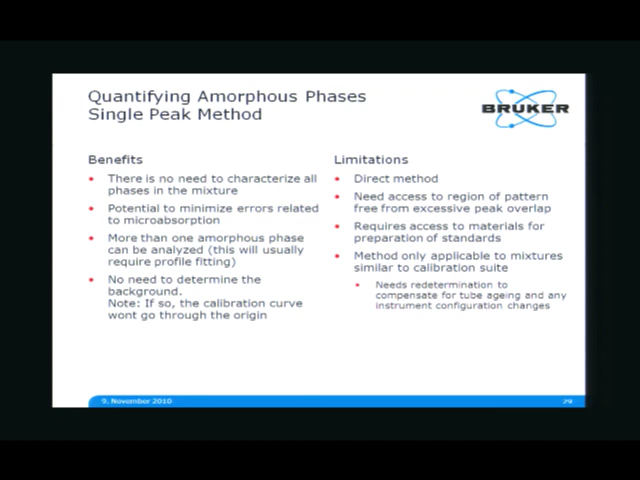 Quantifying Amorphous Phases
Single Peak Method
BRUKER
Benefits
There is no need to characterize all
phases in the mixture
Potential to minimize errors related
to microabsorption
More than one amorphous phase
can be analyzed (this will usually
require profile fitting)
No need to determine the
background.
Note: If so, the calibration curve
wont go through the origin
Limitations
Direct method
Need access to region of pattern
free from excessive peak overlap
Requires access to materials for
preparation of standards
Method only applicable to mixtures
similar to calibration suite
Needs redetermination to
compensate for tube ageing and any
instrument configuration changes
9. November 2010
29